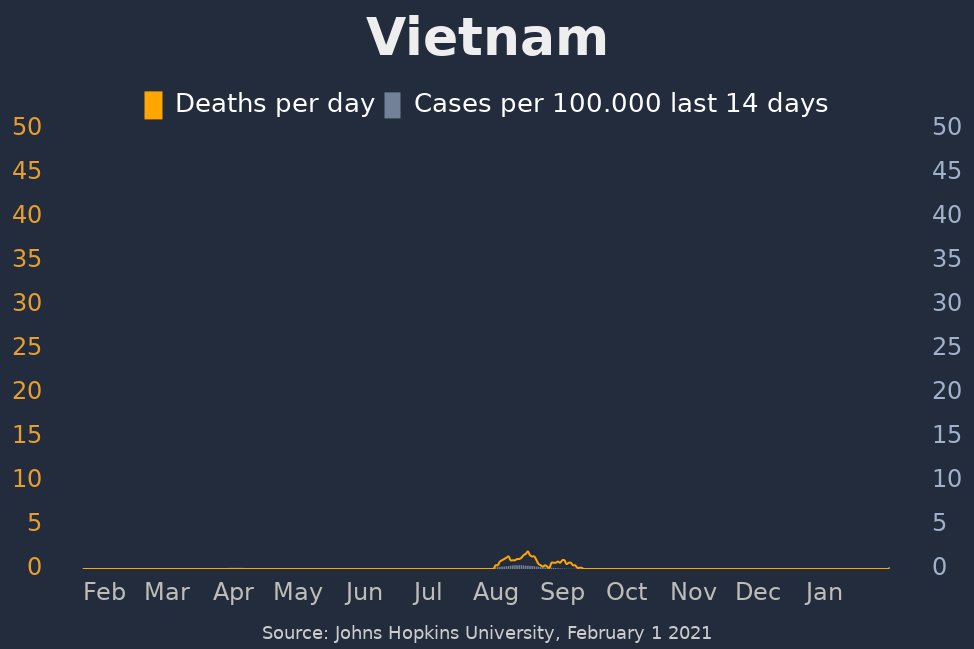 Vietnam
Deaths per day Cases per 100.000 last 14 days
50 50
45 45
40 40
35 35
30 30
25 25
20 20
15 15
10 10
5 5
0 0
Feb Mar Apr May Jun Jul Aug Sep Oct Nov Dec Jan
Source: Johns Hopkins University, February 1 2021